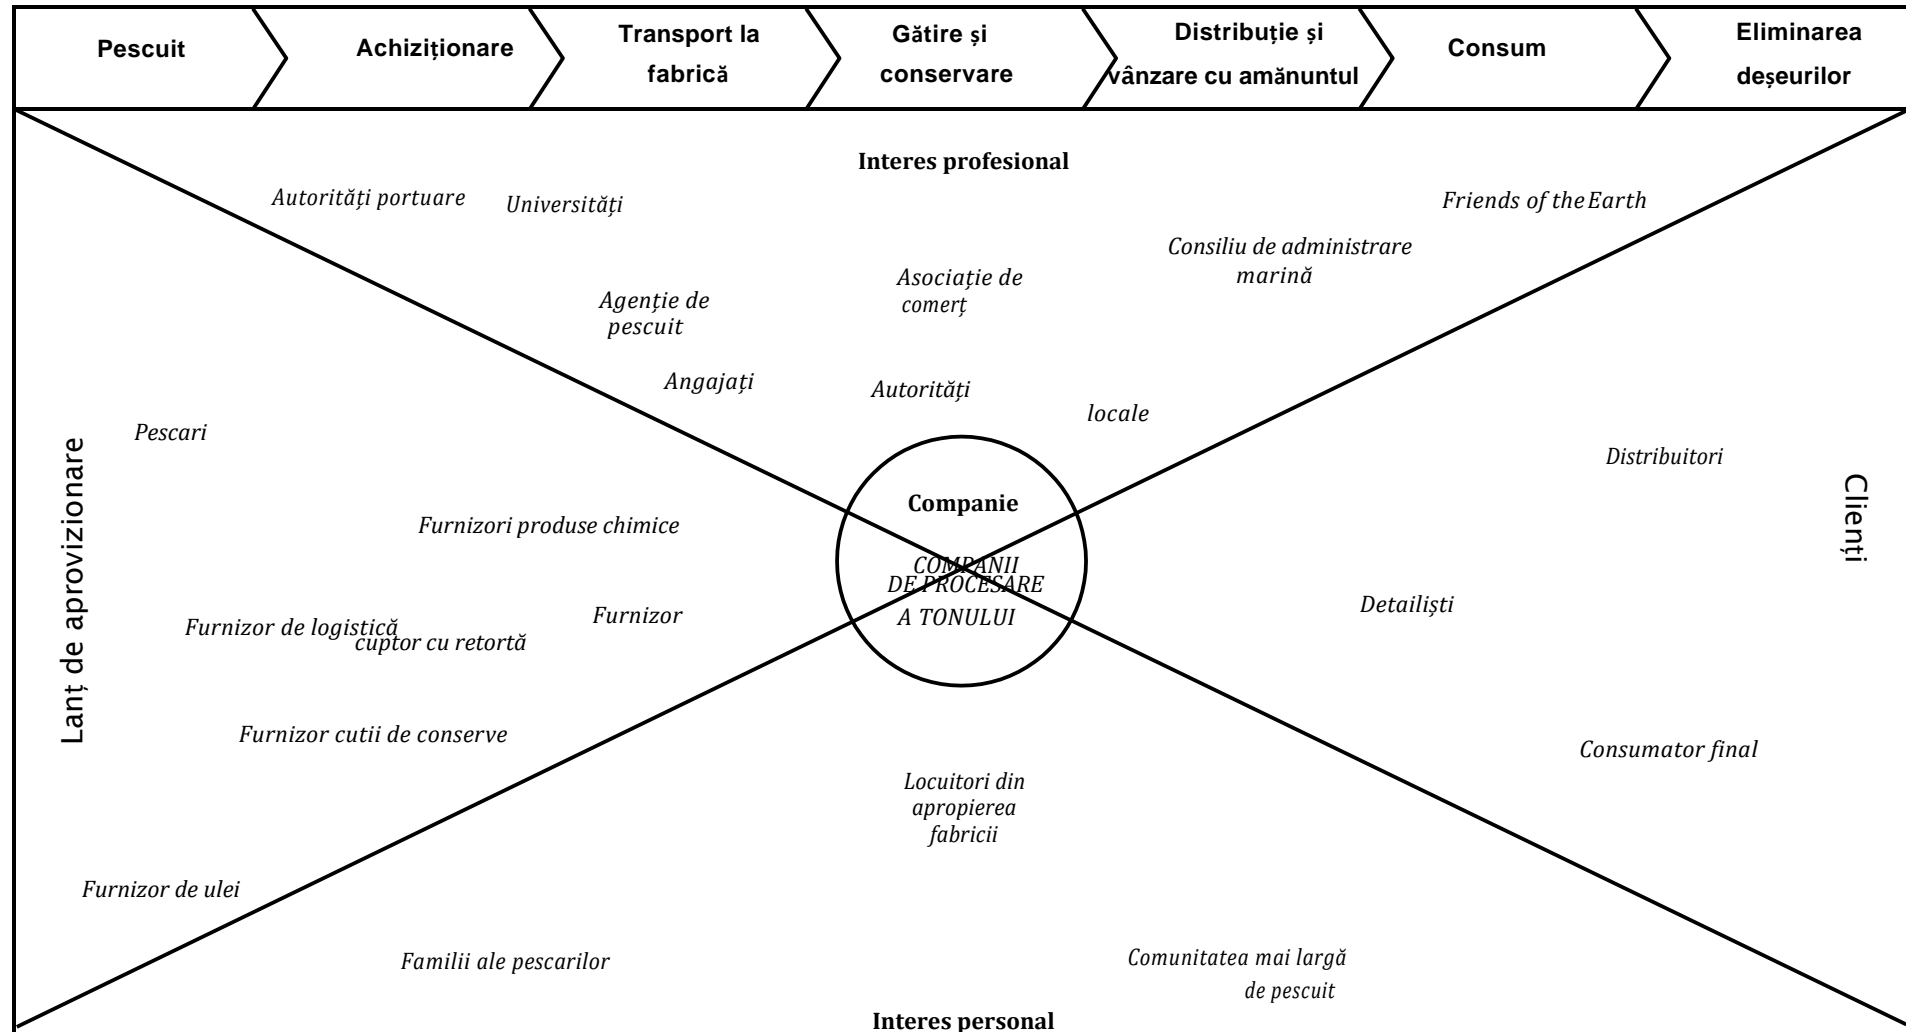 Pescuit
Achiziționare
Transport la
fabrică
Gătire și
conservare
Distribuție și
vânzare cu amănuntul
Consum
Eliminarea
deșeurilor
Interes profesional
Autorități portuare
Universități
Friends of the Earth
Consiliu de administrare
marină
Asociație de
comerț
Agenție de
pescuit
Angajați
Autorități
locale
Lanț de aprovizionare
Pescari
Furnizori produse chimice
Furnizor
Furnizor de logistică
cuptor cu retortă
Furnizor cutii de conserve
Furnizor de ulei
Companie
COMPANII
DE PROCESARE
A TONULUI
Clienți
Distribuitori
Detailiști
Consumator final
Locuitori din
apropierea
fabricii
Familii ale pescarilor
Comunitatea mai largă
de pescuit
Interes personal